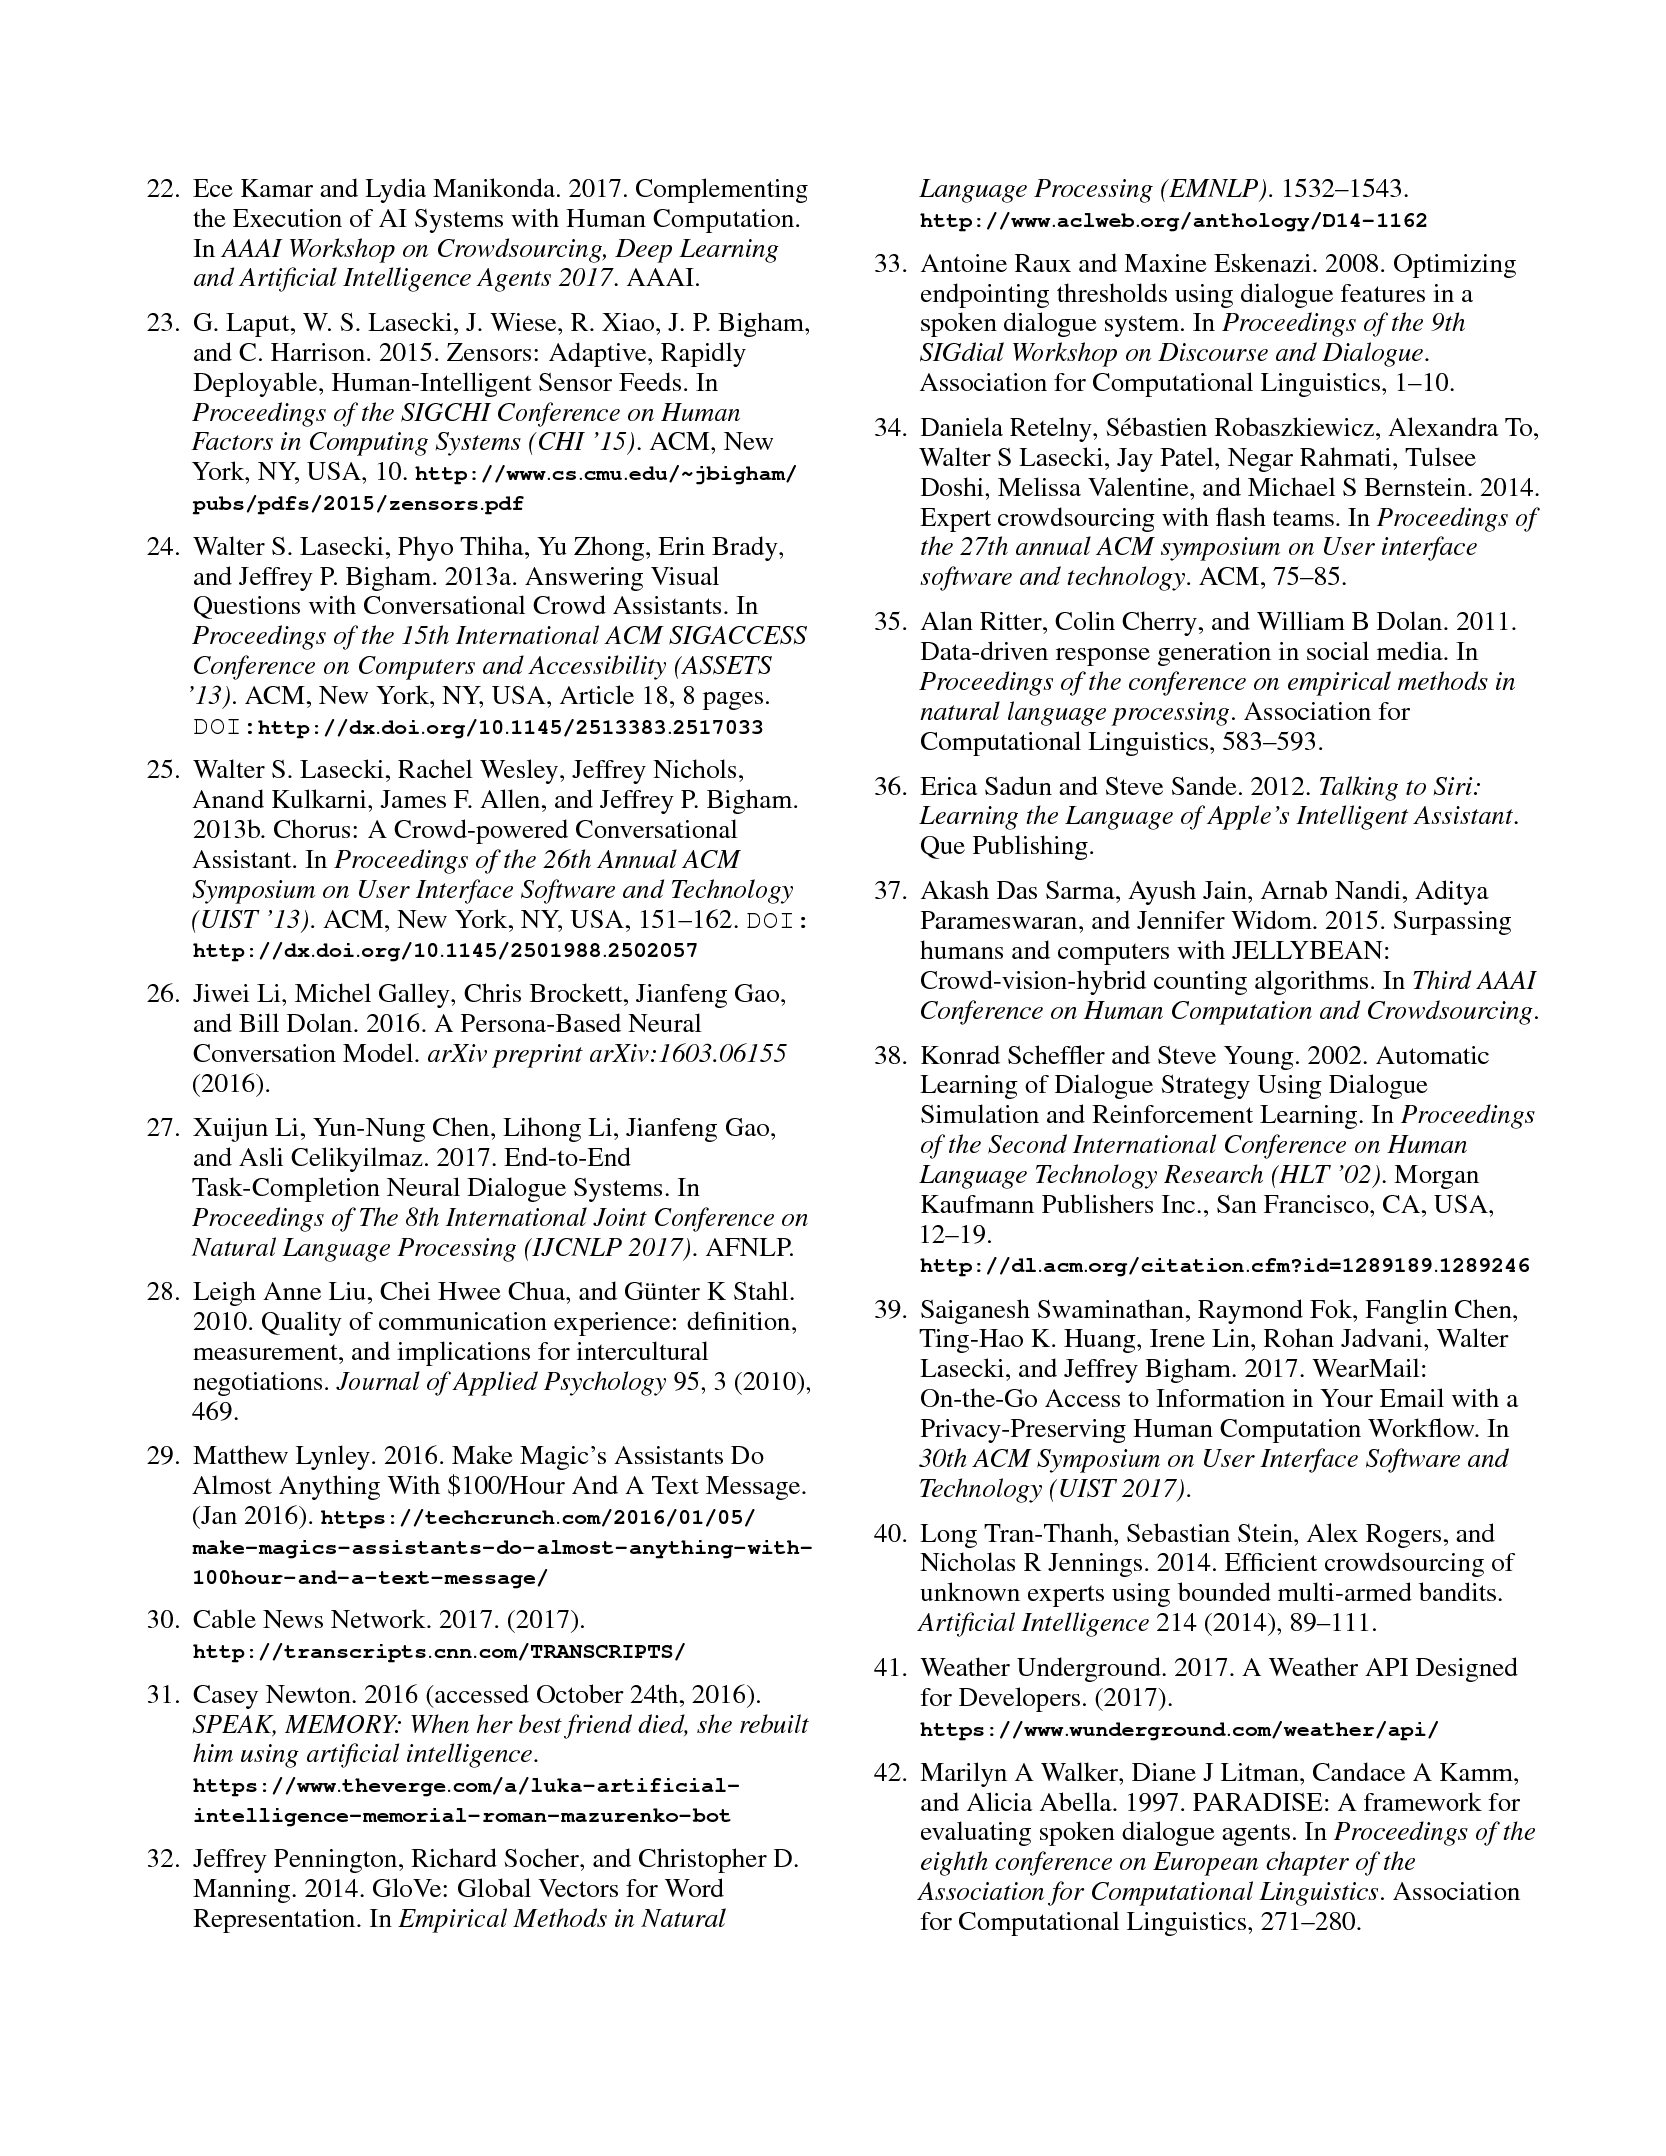 22. Ece Kamar and Lydia Manikonda. 2017. Complementing
the Execution of AI Systems with Human Computation.
In AAAI Workshop on Crowdsourcing, Deep Learning
and Artificial Intelligence Agents 2017. AAAI.
23. G. Laput, W. S. Lasecki, J. Wiese, R. Xiao, J. P. Bigham,
and C. Harrison. 2015. Zensors: Adaptive, Rapidly
Deployable, Human-Intelligent Sensor Feeds. In
Proceedings of the SIGCHI Conference on Human
Factors in Computing Systems (CHI ’15). ACM, New
York, NY, USA, 10. http://www.cs.cmu.edu/~jbigham/
pubs/pdfs/2015/zensors.pdf
24. Walter S. Lasecki, Phyo Thiha, Yu Zhong, Erin Brady,
and Jeffrey P. Bigham. 2013a. Answering Visual
Questions with Conversational Crowd Assistants. In
Proceedings of the 15th International ACM SIGACCESS
Conference on Computers and Accessibility (ASSETS
’13). ACM, New York, NY, USA, Article 18, 8 pages.
DOI:http://dx.doi.org/10.1145/2513383.2517033
25. Walter S. Lasecki, Rachel Wesley, Jeffrey Nichols,
Anand Kulkarni, James F. Allen, and Jeffrey P. Bigham.
2013b. Chorus: A Crowd-powered Conversational
Assistant. In Proceedings of the 26th Annual ACM
Symposium on User Interface Software and Technology
(UIST ’13). ACM, New York, NY, USA, 151–162. DOI:
http://dx.doi.org/10.1145/2501988.2502057
26. Jiwei Li, Michel Galley, Chris Brockett, Jianfeng Gao,
and Bill Dolan. 2016. A Persona-Based Neural
Conversation Model. arXiv preprint arXiv:1603.06155
(2016).
27. Xuijun Li, Yun-Nung Chen, Lihong Li, Jianfeng Gao,
and Asli Celikyilmaz. 2017. End-to-End
Task-Completion Neural Dialogue Systems. In
Proceedings of The 8th International Joint Conference on
Natural Language Processing (IJCNLP 2017). AFNLP.
28. Leigh Anne Liu, Chei Hwee Chua, and Günter K Stahl.
2010. Quality of communication experience: definition,
measurement, and implications for intercultural
negotiations. Journal of Applied Psychology 95, 3 (2010),
469.
29. Matthew Lynley. 2016. Make Magic’s Assistants Do
Almost Anything With $100/Hour And A Text Message.
(Jan 2016). https://techcrunch.com/2016/01/05/
make-magics-assistants-do-almost-anything-with-
100hour-and-a-text-message/
30. Cable News Network. 2017. (2017).
http://transcripts.cnn.com/TRANSCRIPTS/
31. Casey Newton. 2016 (accessed October 24th, 2016).
SPEAK, MEMORY: When her best friend died, she rebuilt
him using artificial intelligence.
https://www.theverge.com/a/luka-artificial-
intelligence-memorial-roman-mazurenko-bot
32. Jeffrey Pennington, Richard Socher, and Christopher D.
Manning. 2014. GloVe: Global Vectors for Word
Representation. In Empirical Methods in Natural
Language Processing (EMNLP). 1532–1543.
http://www.aclweb.org/anthology/D14-1162
33. Antoine Raux and Maxine Eskenazi. 2008. Optimizing
endpointing thresholds using dialogue features in a
spoken dialogue system. In Proceedings of the 9th
SIGdial Workshop on Discourse and Dialogue.
Association for Computational Linguistics, 1–10.
34. Daniela Retelny, Sébastien Robaszkiewicz, Alexandra To,
Walter S Lasecki, Jay Patel, Negar Rahmati, Tulsee
Doshi, Melissa Valentine, and Michael S Bernstein. 2014.
Expert crowdsourcing with flash teams. In Proceedings of
the 27th annual ACM symposium on User interface
software and technology. ACM, 75–85.
35. Alan Ritter, Colin Cherry, and William B Dolan. 2011.
Data-driven response generation in social media. In
Proceedings of the conference on empirical methods in
natural language processing. Association for
Computational Linguistics, 583–593.
36. Erica Sadun and Steve Sande. 2012. Talking to Siri:
Learning the Language of Apple’s Intelligent Assistant.
Que Publishing.
37. Akash Das Sarma, Ayush Jain, Arnab Nandi, Aditya
Parameswaran, and Jennifer Widom. 2015. Surpassing
humans and computers with JELLYBEAN:
Crowd-vision-hybrid counting algorithms. In Third AAAI
Conference on Human Computation and Crowdsourcing.
38. Konrad Scheffler and Steve Young. 2002. Automatic
Learning of Dialogue Strategy Using Dialogue
Simulation and Reinforcement Learning. In Proceedings
of the Second International Conference on Human
Language Technology Research (HLT ’02). Morgan
Kaufmann Publishers Inc., San Francisco, CA, USA,
12–19.
http://dl.acm.org/citation.cfm?id=1289189.1289246
39. Saiganesh Swaminathan, Raymond Fok, Fanglin Chen,
Ting-Hao K. Huang, Irene Lin, Rohan Jadvani, Walter
Lasecki, and Jeffrey Bigham. 2017. WearMail:
On-the-Go Access to Information in Your Email with a
Privacy-Preserving Human Computation Workflow. In
30th ACM Symposium on User Interface Software and
Technology (UIST 2017).
40. Long Tran-Thanh, Sebastian Stein, Alex Rogers, and
Nicholas R Jennings. 2014. Efficient crowdsourcing of
unknown experts using bounded multi-armed bandits.
Artificial Intelligence 214 (2014), 89–111.
41. Weather Underground. 2017. A Weather API Designed
for Developers. (2017).
https://www.wunderground.com/weather/api/
42. Marilyn A Walker, Diane J Litman, Candace A Kamm,
and Alicia Abella. 1997. PARADISE: A framework for
evaluating spoken dialogue agents. In Proceedings of the
eighth conference on European chapter of the
Association for Computational Linguistics. Association
for Computational Linguistics, 271–280.